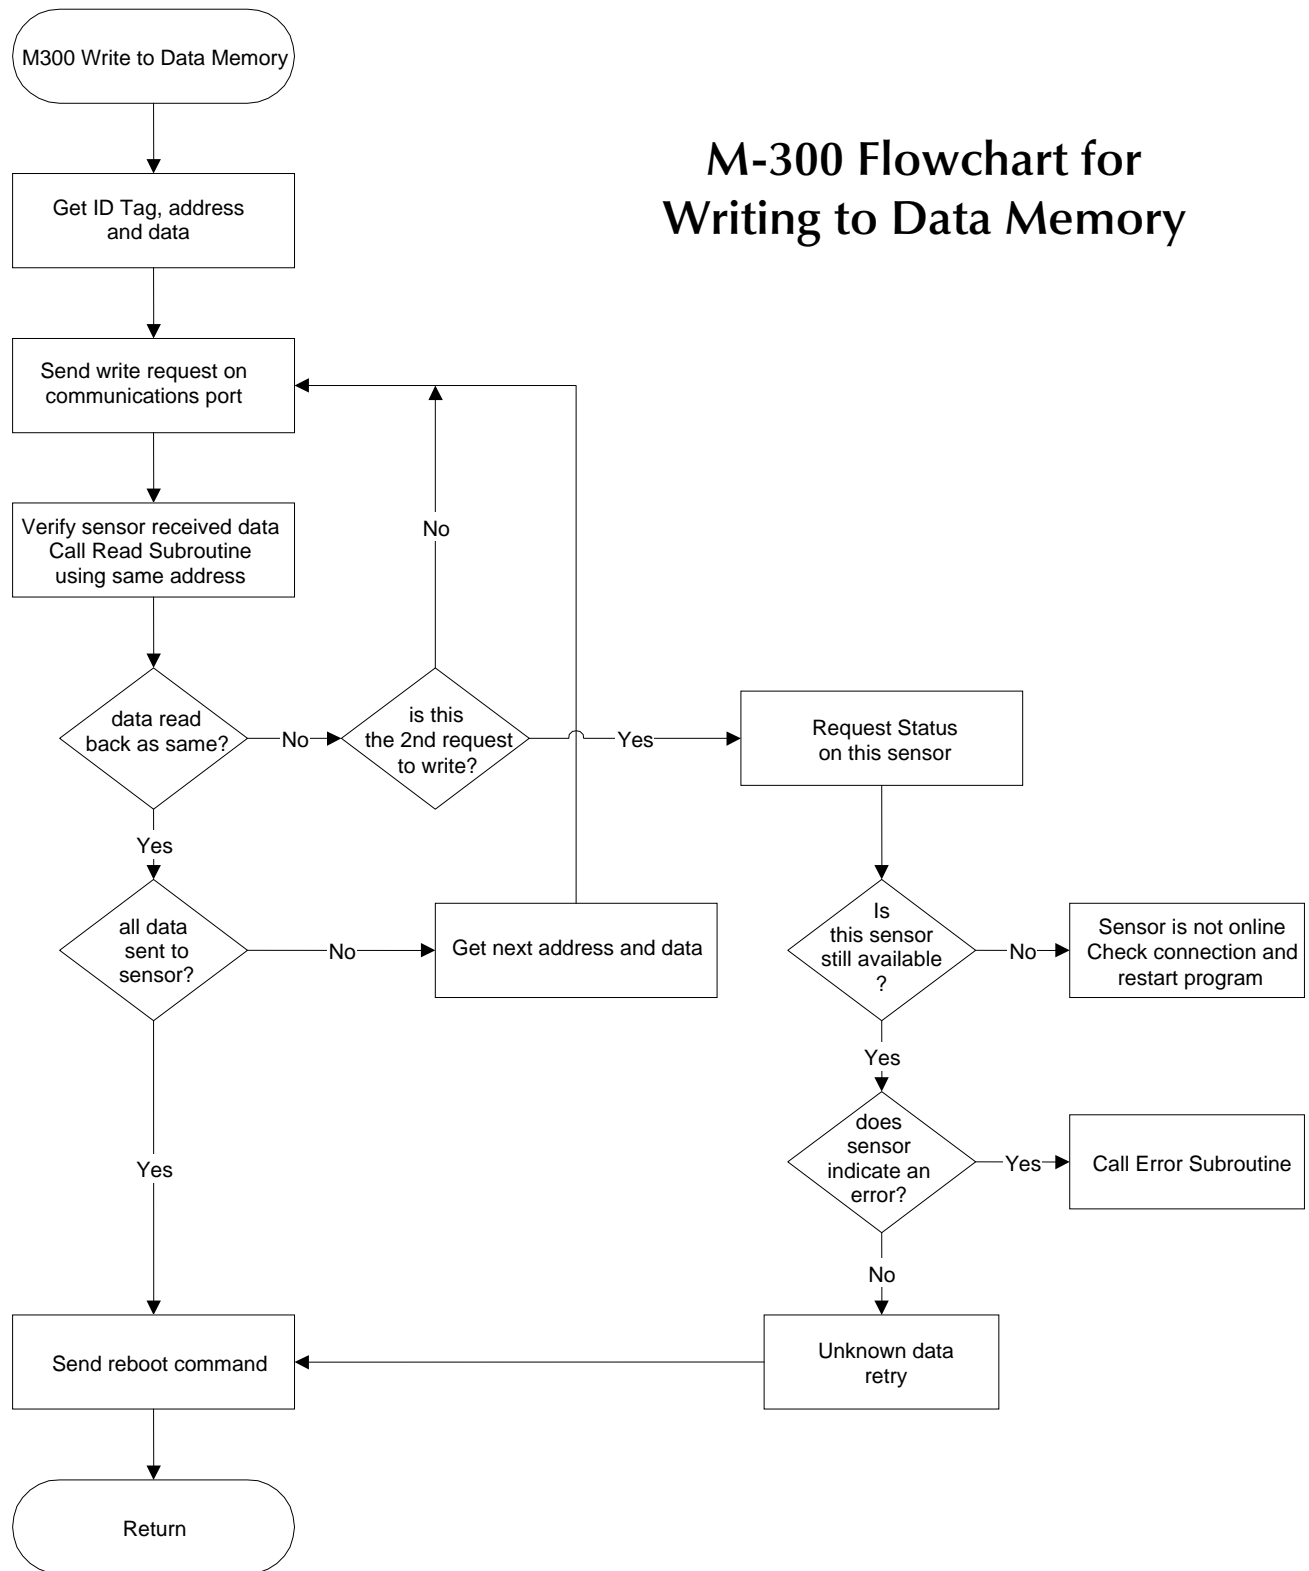 M300 Write to Data Memory
M-300 Flowchart for
Writing to Data Memory
Get ID Tag, address
and data
Send write request on
communications port
Verify sensor received data
Call Read Subroutine
using same address
No
data read
back as same?
No
is this
the 2nd request
to write?
Yes
Request Status
on this sensor
Yes
all data
sent to
sensor?
No
Get next address and data
Is
this sensor
still available
?
No
Sensor is not online
Check connection and
restart program
Yes
does
sensor
indicate an
error?
Yes
Call Error Subroutine
Yes
No
Send reboot command
Unknown data
retry
Return